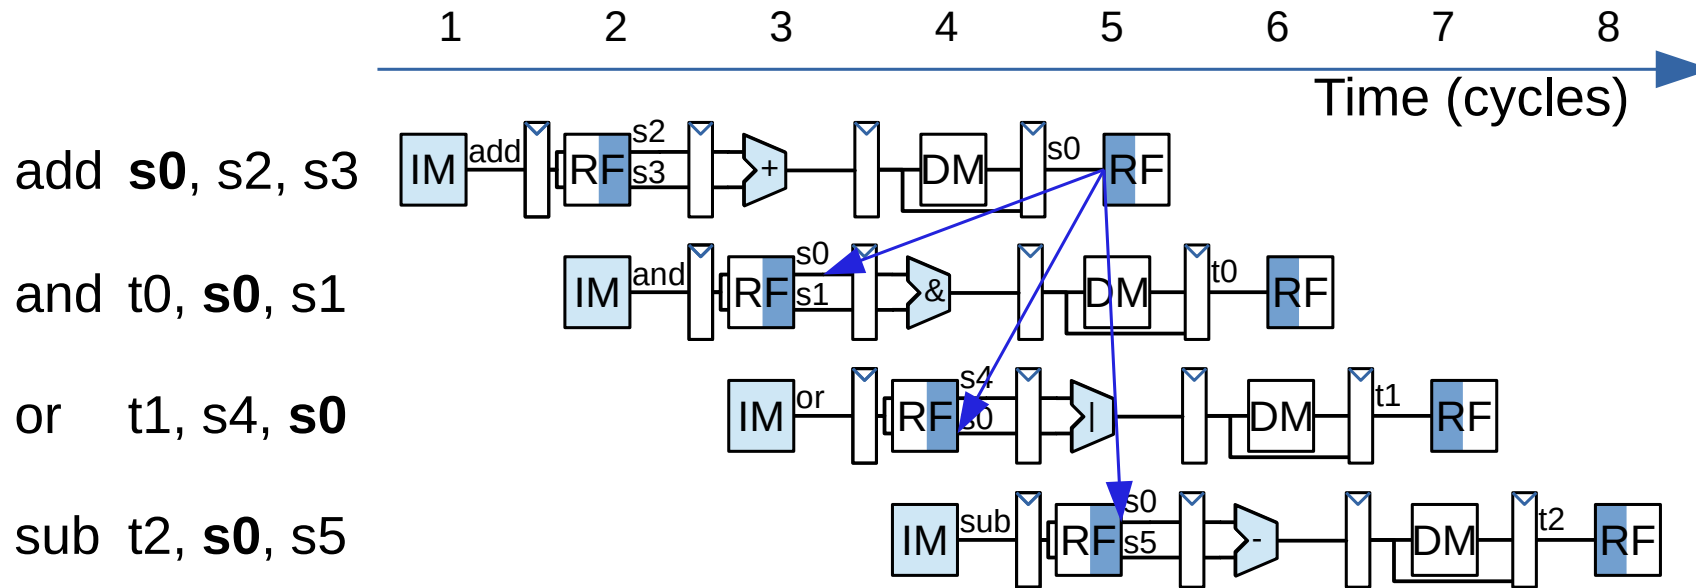 1 2 3 4 5 6 7 8
Time (cycles)
add s0, s2, s3 IM add RF s2 s3 + DM s0 RF
and t0, s0, s1 IM and RF s0 s1 & DM t0 RF
or t1, s4, s0 IM or RF s4 s0 | DM t1 RF
sub t2, s0, s5 IM sub RF s0 s5 - DM t2 RF